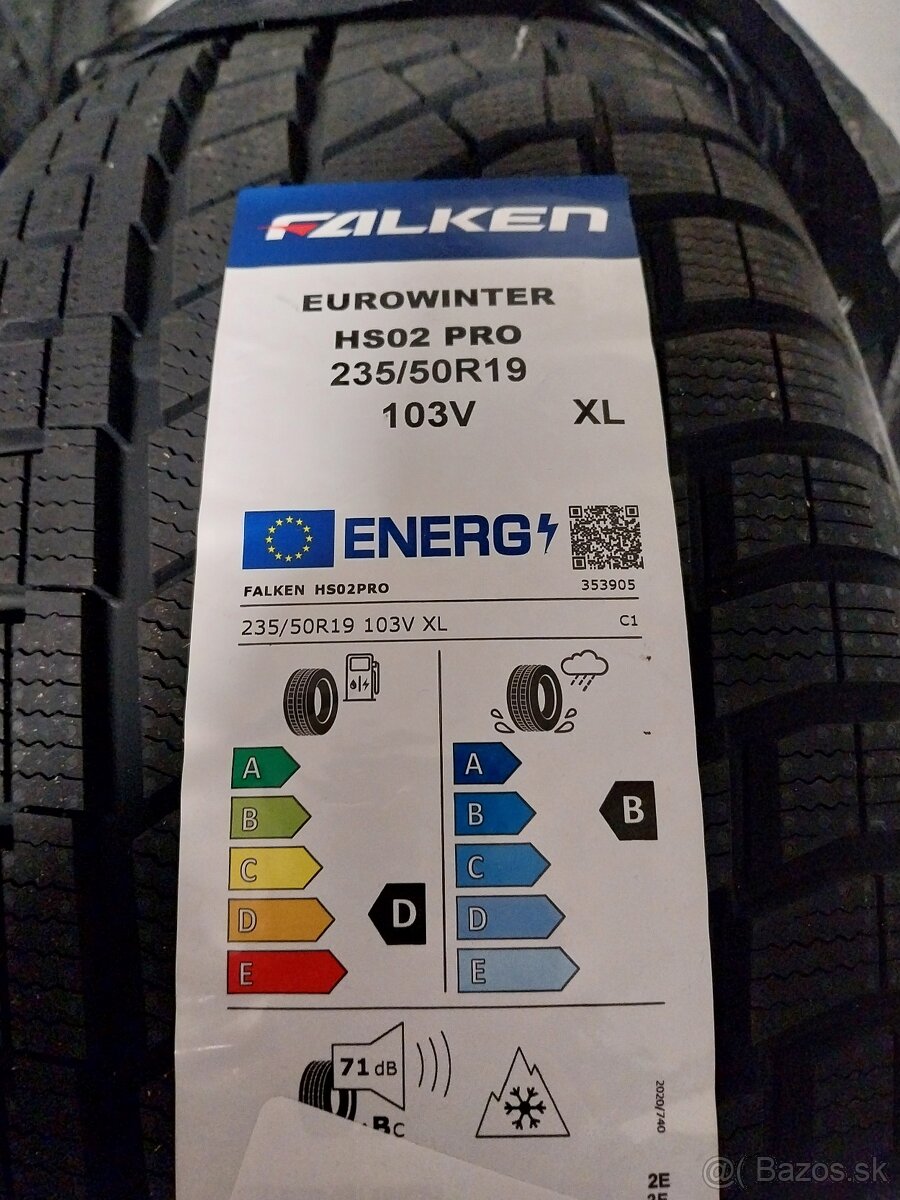 FALKEN
EUROWINTER
HS02 PRO
235/50R19
103V XL
ENERG
FALKEN HS02PRO 353905
235/50R19 103V XL C1
A A
B B B
C C
D D D
E E
71 dB
BC
2020/740
2E
@( Bazos.sk